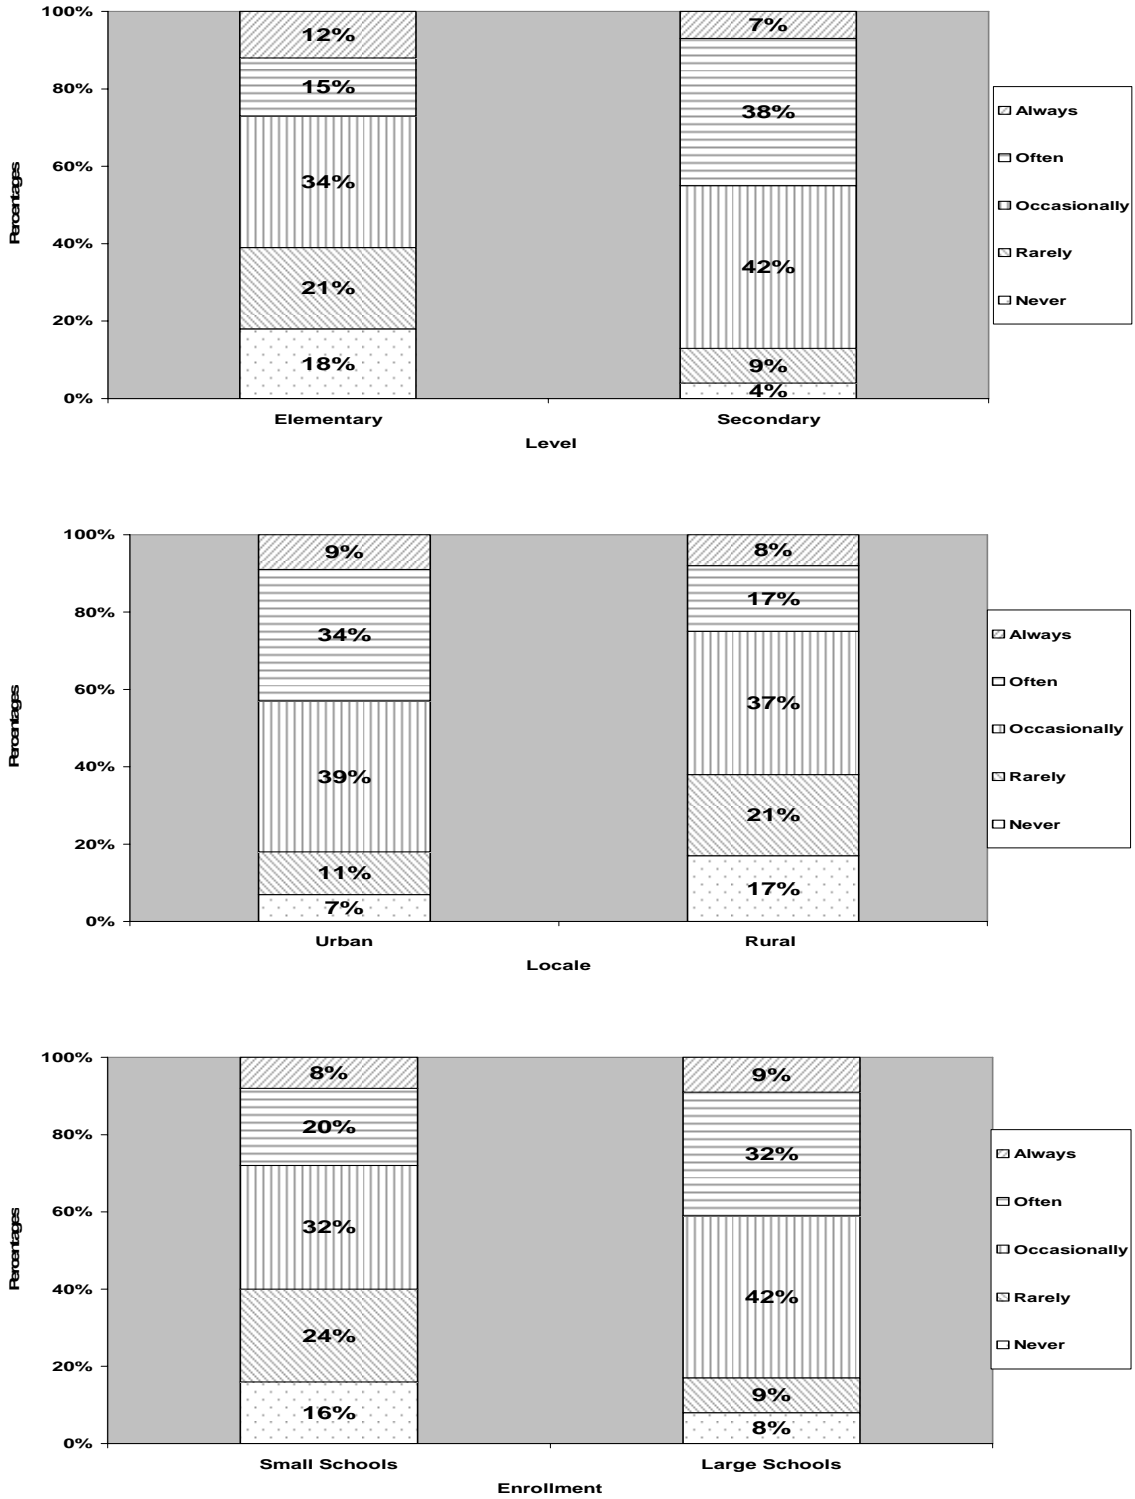 100%
80%
60%
40%
20%
0%
Percentages
12%
15%
34%
21%
18%
7%
38%
42%
9%
4%
Elementary
Secondary
Level
Always
Often
Occasionally
Rarely
Never
100%
80%
60%
40%
20%
0%
Percentages
9%
34%
39%
11%
7%
8%
17%
37%
21%
17%
Urban
Rural
Locale
Always
Often
Occasionally
Rarely
Never
100%
80%
60%
40%
20%
0%
Percentages
8%
20%
32%
24%
16%
9%
32%
42%
9%
8%
Small Schools
Large Schools
Enrollment
Always
Often
Occasionally
Rarely
Never